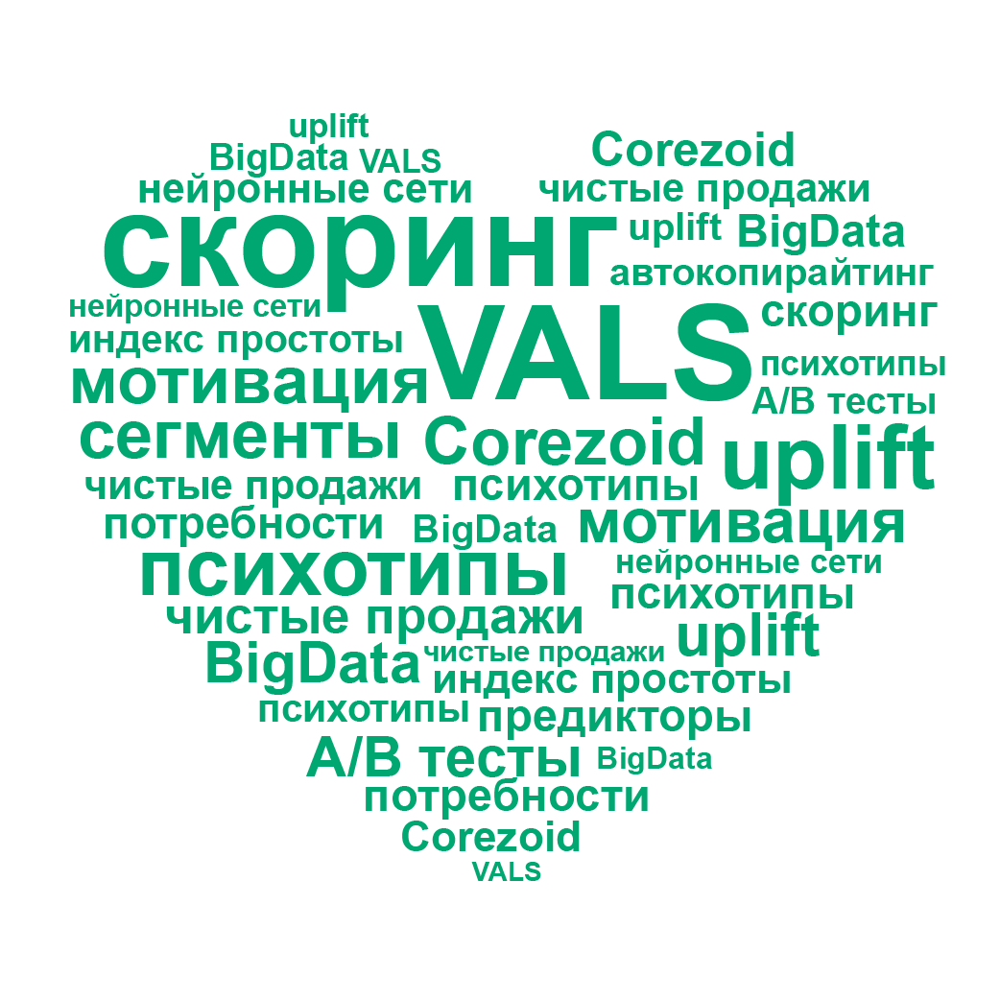 uplift
BigData VALS
Corezoid
нейронные сети
чистые продажи
скоринг
uplift BigData
автокопирайтинг
нейронные сети
VALS
скоринг
индекс простоты
мотивация
психотипы
A/B тесты
сегменты
Corezoid
uplift
чистые продажи
психотипы
потребности
BigData
мотивация
психотипы
нейронные сети
психотипы
чистые продажи
uplift
BigData
чистые продажи
индекс простоты
психотипы
предикторы
A/B тесты
BigData
потребности
Corezoid
VALS